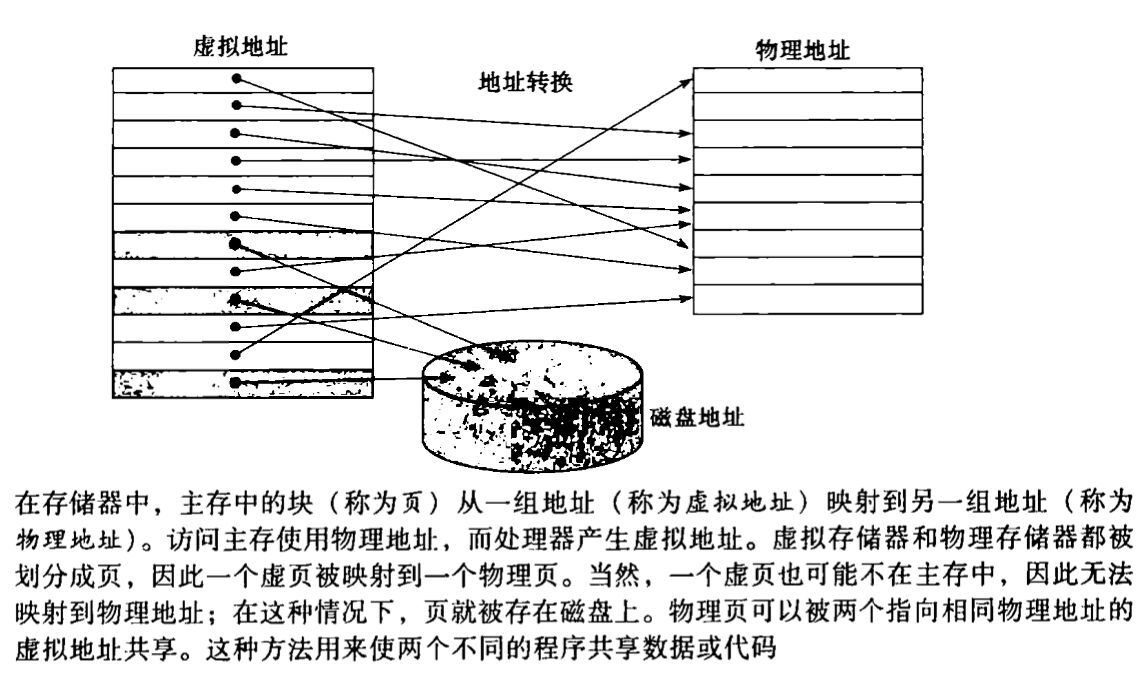 虚拟地址
物理地址
地址转换
磁盘地址
在存储器中，主存中的块（称为页）从一组地址（称为虚拟地址）映射到另一组地址（称为
物理地址）。访问主存使用物理地址，而处理器产生虚拟地址。虚拟存储器和物理存储器都被
划分成页，因此一个虚页被映射到一个物理页。当然，一个虚页也可能不在主存中，因此无法
映射到物理地址；在这种情况下，页就被存在磁盘上。物理页可以被两个指向相同物理地址的
虚拟地址共享。这种方法用来使两个不同的程序共享数据或代码